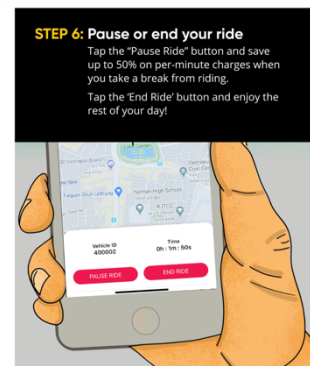 STEP 6: Pause or end your ride
Tap the “Pause Ride” button and save
up to 50% on per-minute charges when
you take a break from riding.
Tap the ‘End Ride’ button and enjoy the
rest of your day!
Nirman High School
Vehicle ID
400002
Time
0h : 1m : 50s
PAUSE RIDE
END RIDE